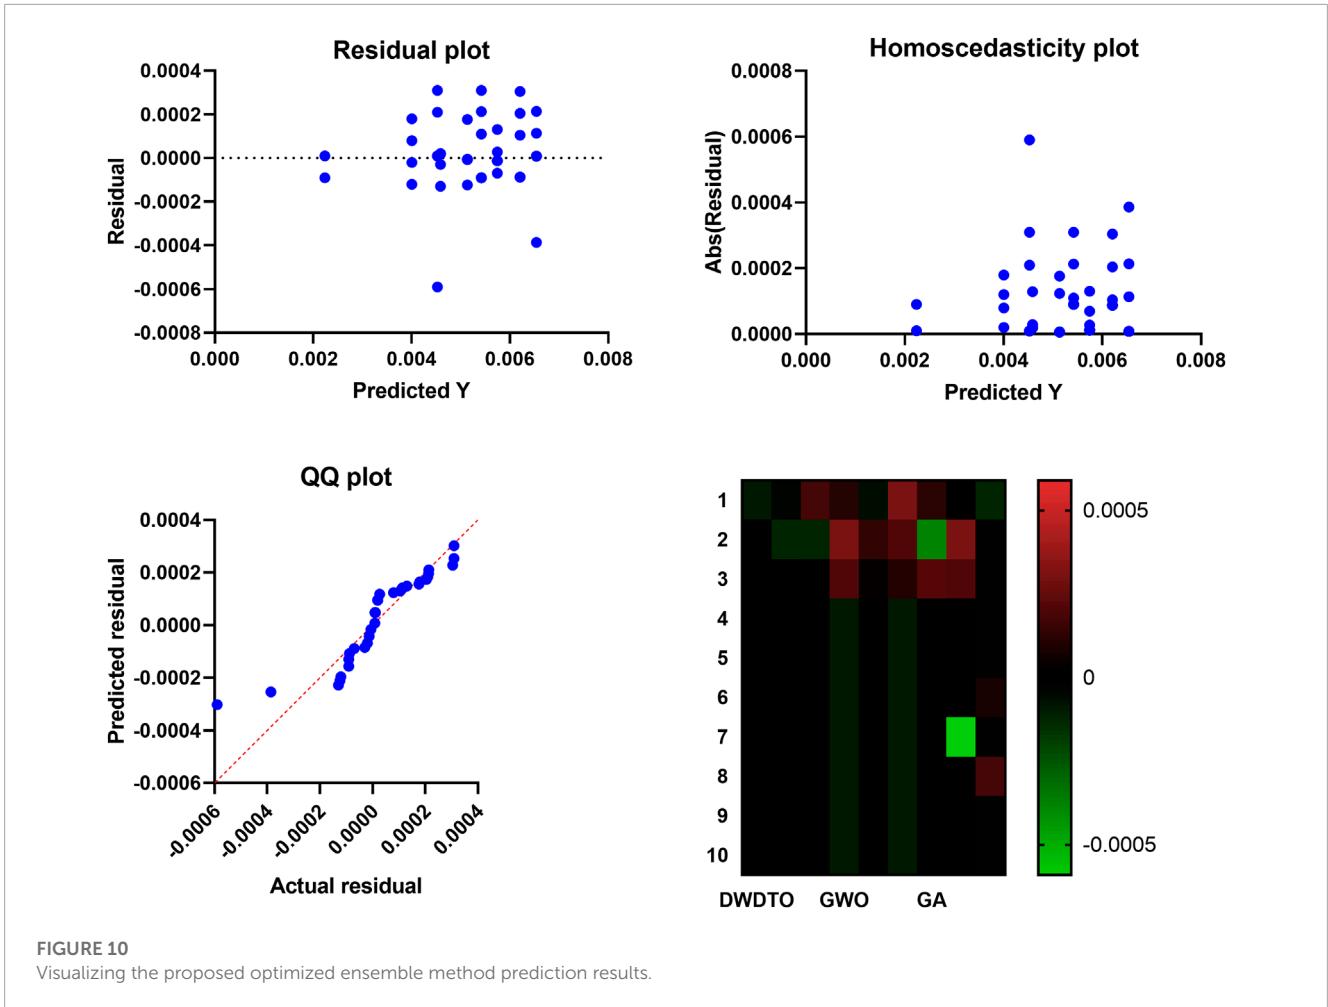 Residual plot
0.0004
0.0002
0.0000
-0.0002
-0.0004
-0.0006
-0.0008
Residual
0.000 0.002 0.004 0.006 0.008
Predicted Y
Homoscedasticity plot
0.0008
0.0006
0.0004
0.0002
0.0000
Abs(Residual)
0.000 0.002 0.004 0.006 0.008
Predicted Y
QQ plot
0.0004
0.0002
0.0000
-0.0002
-0.0004
-0.0006
Predicted residual
-0.0006 -0.0004 -0.0002 0.0000 0.0002 0.0004
Actual residual
1
2
3
4
5
6
7
8
9
10
DWDTO GWO GA
0.0005
0
-0.0005
FIGURE 10
Visualizing the proposed optimized ensemble method prediction results.